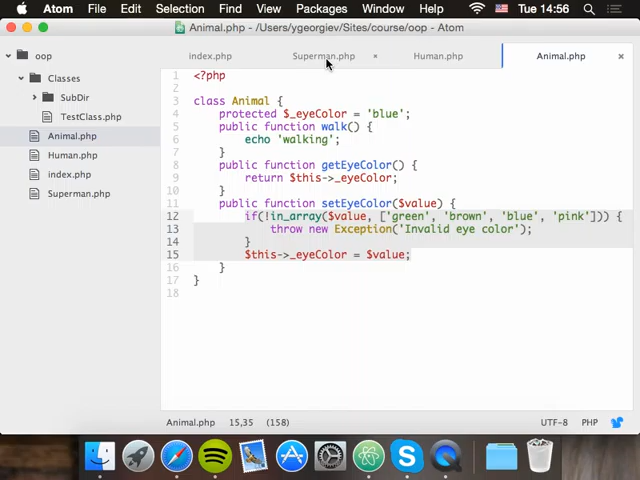 Atom File Edit Selection Find View Packages Window Help Tue 14:56
Animal.php - /Users/ygeorgiev/Sites/course/oop - Atom
oop
Classes
SubDir
TestClass.php
Animal.php
Human.php
index.php
Superman.php
index.php Superman.php × Human.php Animal.php ×
1 <?php
2
3 class Animal {
4 protected $_eyeColor = 'blue';
5 public function walk() {
6 echo 'walking';
7 }
8 public function getEyeColor() {
9 return $this->_eyeColor;
10 }
11 public function setEyeColor($value) {
12 if(!in_array($value, ['green', 'brown', 'blue', 'pink'])) {
13 throw new Exception('Invalid eye color');
14 }
15 $this->_eyeColor = $value;
16 }
17 }
18
Animal.php 15,35 (158) UTF-8 PHP